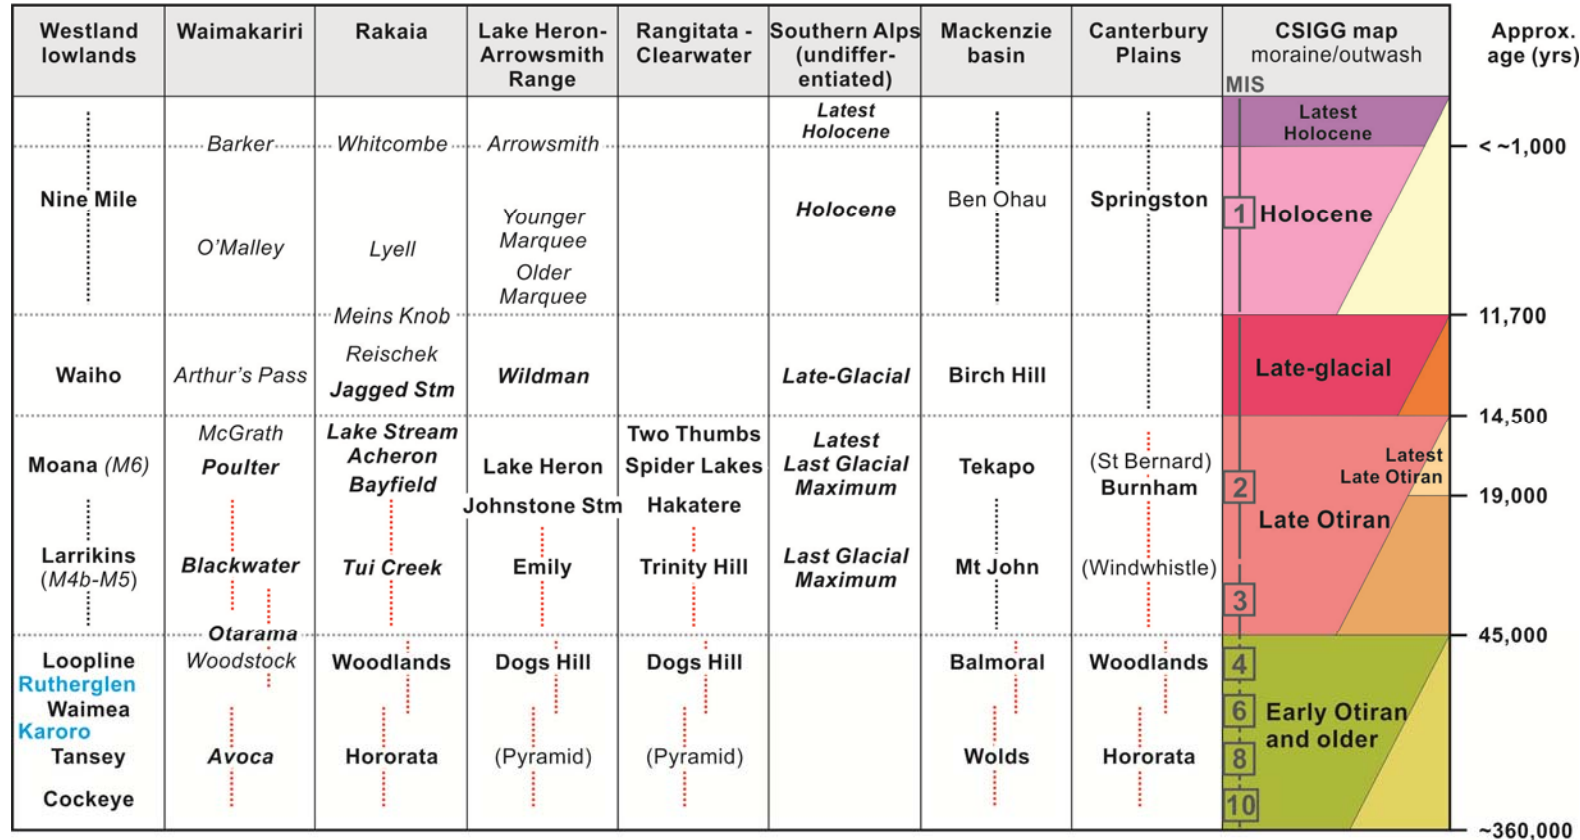 Westland
lowlands
Waimakariri
Rakaia
Lake Heron-
Arrowsmith
Range
Rangitata -
Clearwater
Southern Alps
(undiffer-
entiated)
Mackenzie
basin
Canterbury
Plains
CSIGG map
moraine/outwash
MIS
Approx.
age (yrs)
Latest
Holocene
Latest
Holocene
Barker
Whitcombe
Arrowsmith
< ~1,000
Nine Mile
O'Malley
Lyell
Younger
Marquee
Older
Marquee
Holocene
Ben Ohau
Springston
1
Holocene
Meins Knob
11,700
Waiho
Arthur's Pass
Reischek
Jagged Stm
Wildman
Late-Glacial
Birch Hill
Late-glacial
14,500
Moana (M6)
McGrath
Poulter
Lake Stream
Acheron
Bayfield
Lake Heron
Johnstone Stm
Two Thumbs
Spider Lakes
Hakatere
Latest
Last Glacial
Maximum
Tekapo
(St Bernard)
Burnham
2
Latest
Late Otiran
19,000
Late Otiran
Larrikins
(M4b-M5)
Blackwater
Tui Creek
Emily
Trinity Hill
Last Glacial
Maximum
Mt John
(Windwhistle)
3
Otarama
45,000
Loopline
Rutherglen
Waimea
Karoro
Tansey
Cockeye
Woodstock
Avoca
Woodlands
Hororata
Dogs Hill
(Pyramid)
Dogs Hill
(Pyramid)
Balmoral
Wolds
Woodlands
Hororata
4
6
8
10
Early Otiran
and older
~360,000